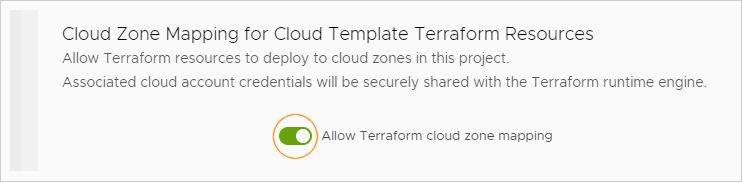 Cloud Zone Mapping for Cloud Template Terraform Resources
Allow Terraform resources to deploy to cloud zones in this project.
Associated cloud account credentials will be securely shared with the Terraform runtime engine.
Allow Terraform cloud zone mapping